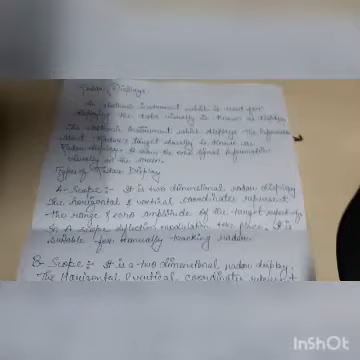 Radar Displays
An electronic instrument which is used for
displaying the data visually is known as display.
The electronic instrument which displays the information
about Radar's target visually is known as
Radar display. It shows the echo signal information
visually on the screen.
Types of Radar Display
A- Scope :- It is two dimensional radar display
The horizontal & vertical coordinates represent
the range & echo amplitude of the target respectively
In A scope deflection modulation takes place. It is
suitable for manually tracking radar.
B- Scope :- It is a two dimensional radar display.
The Horizontal & vertical coordinates represent
InShOt